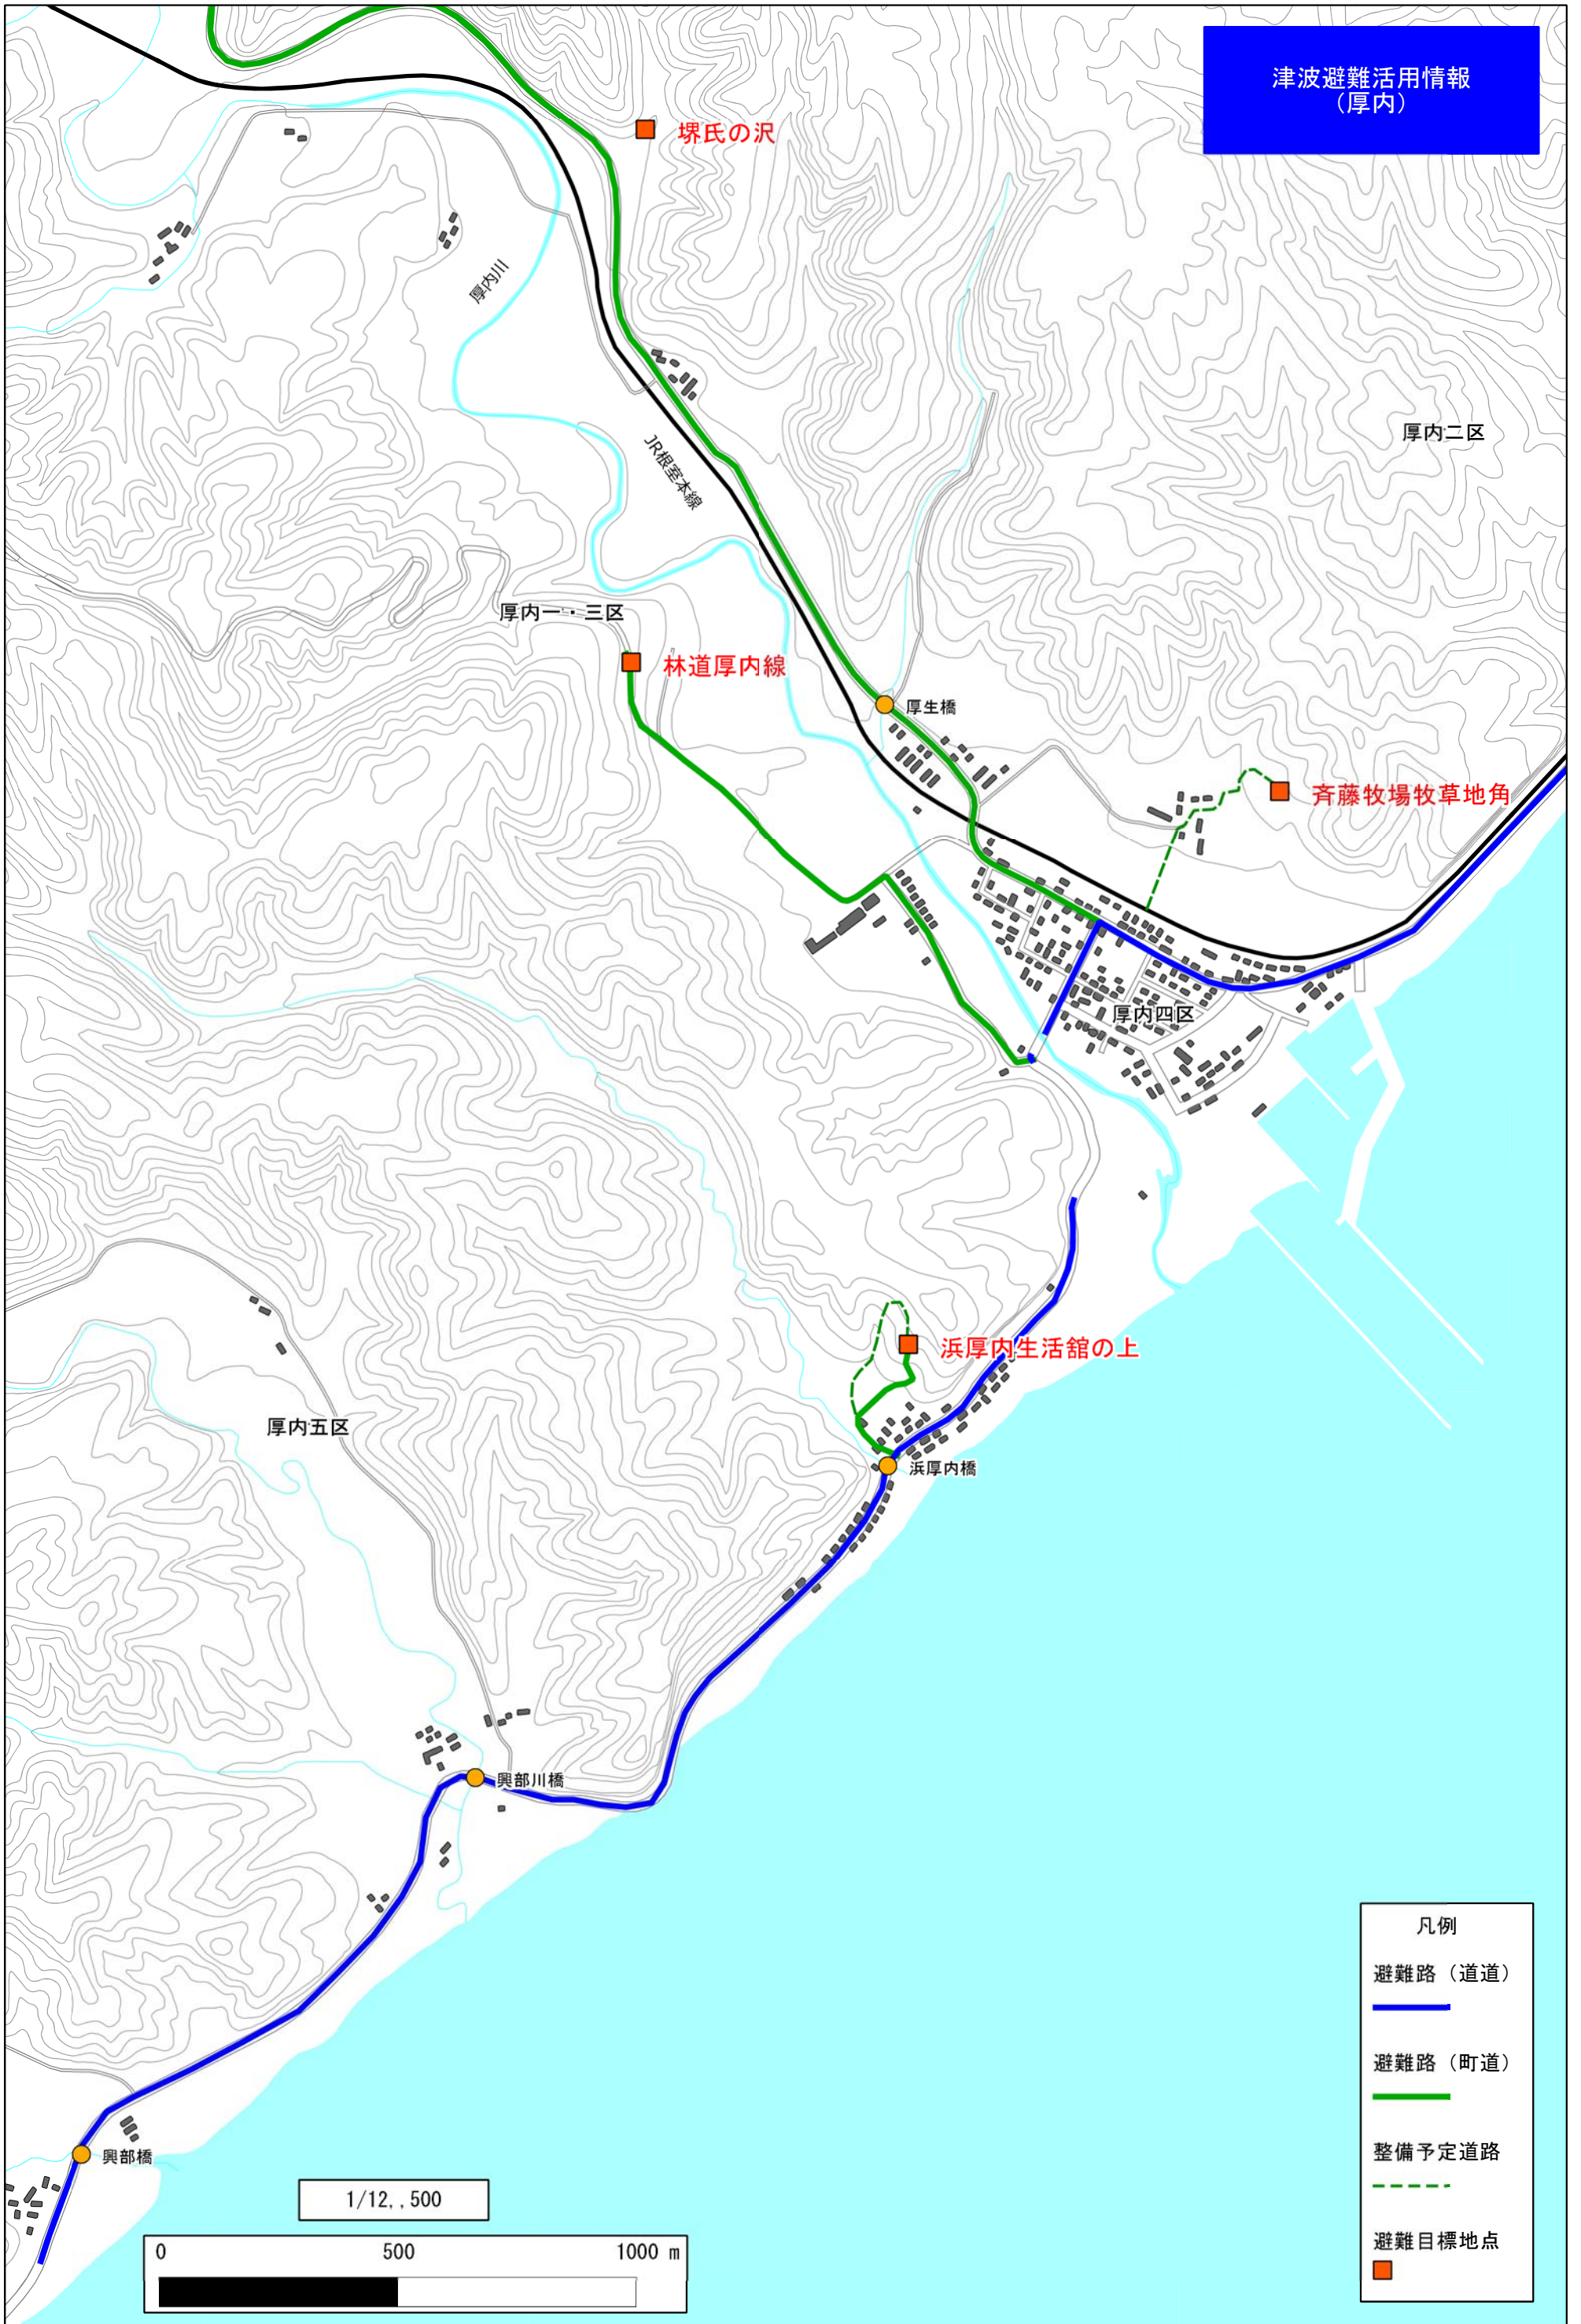 津波避難活用情報
（厚内）
堺氏の沢
厚内川
厚内二区
JR根室本線
厚内一・三区
林道厚内線
厚生橋
斉藤牧場牧草地角
厚内四区
浜厚内生活舘の上
厚内五区
浜厚内橋
興部川橋
興部橋
1/12,,500
0 500 1000 m
凡例
避難路（道道）
避難路（町道）
整備予定道路
避難目標地点